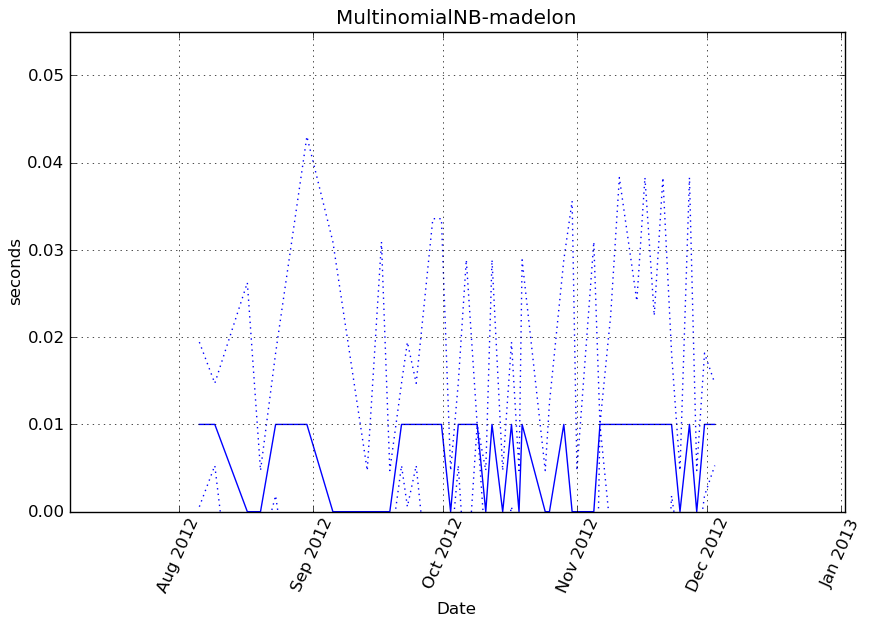 MultinomialNB-madelon
0.05
0.04
0.03
0.02
0.01
0.00
seconds
Aug 2012
Sep 2012
Oct 2012
Nov 2012
Dec 2012
Jan 2013
Date